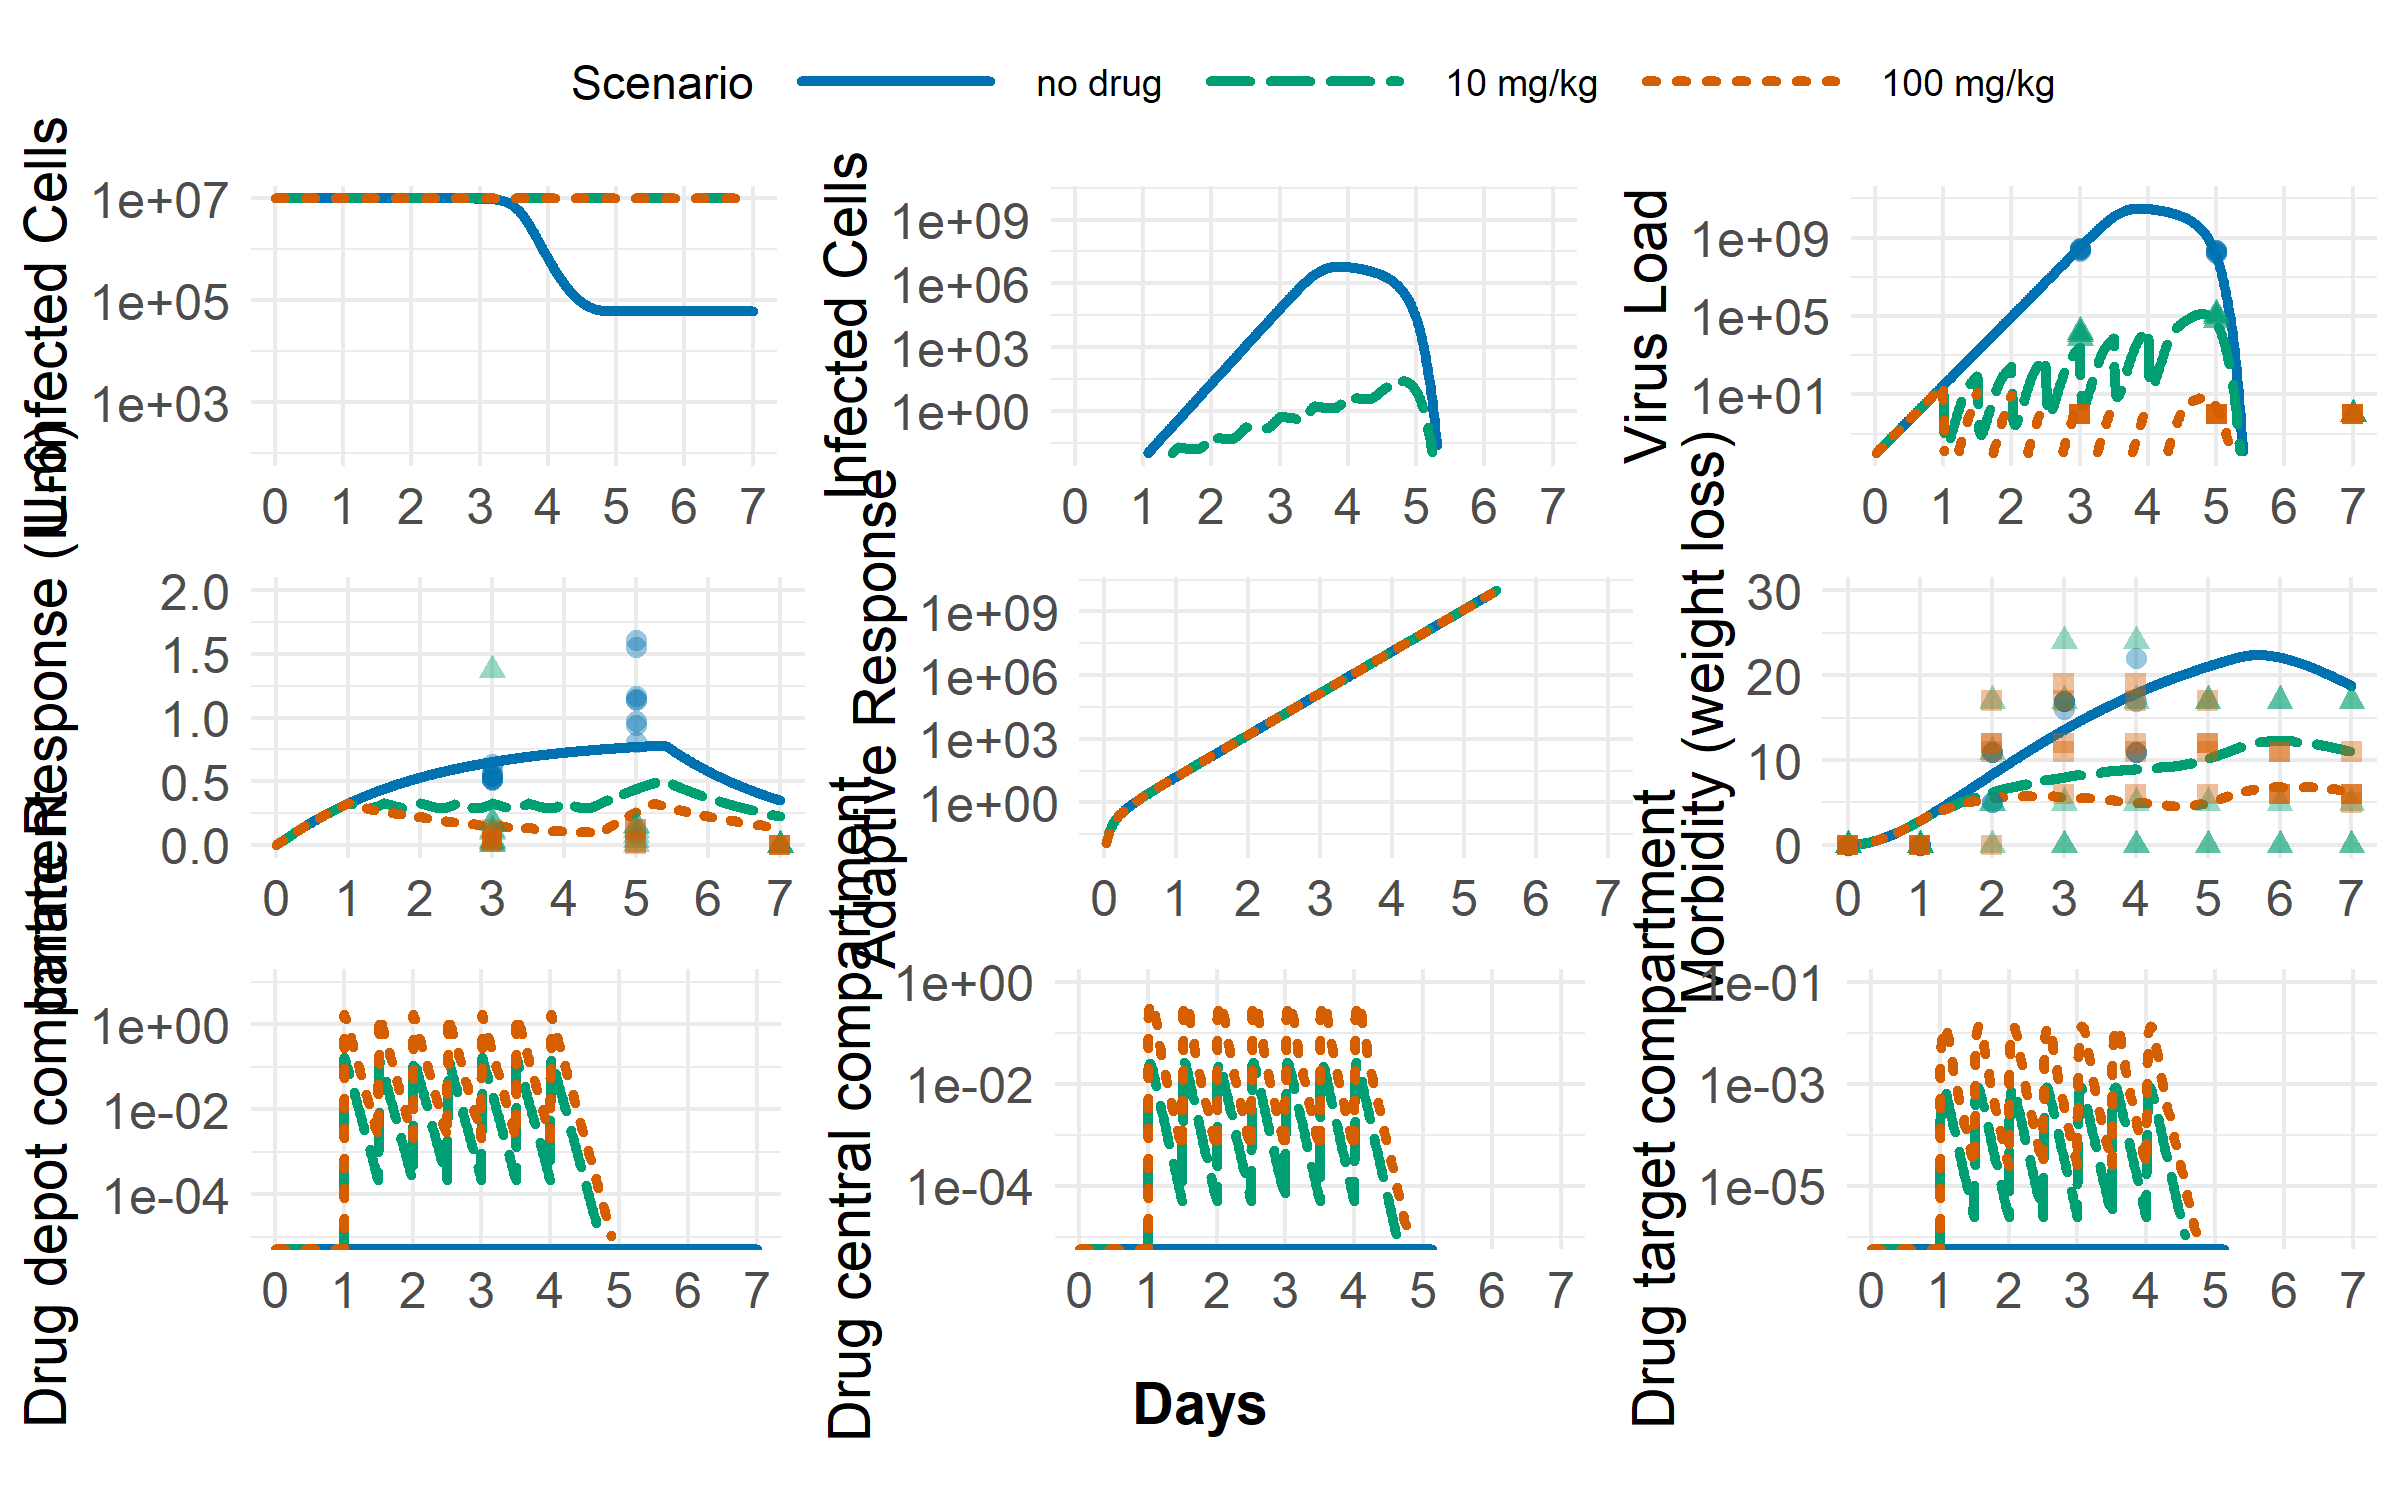 Scenario no drug 10 mg/kg 100 mg/kg
Uninfected Cells
1e+07
1e+05
1e+03
0 1 2 3 4 5 6 7
Infected Cells
1e+09
1e+06
1e+03
1e+00
0 1 2 3 4 5 6 7
Virus Load
1e+09
1e+05
1e+01
0 1 2 3 4 5 6 7
Innate Response (IL-6)
2.0
1.5
1.0
0.5
0.0
0 1 2 3 4 5 6 7
Adaptive Response
1e+09
1e+06
1e+03
1e+00
0 1 2 3 4 5 6 7
Morbidity (weight loss)
30
20
10
0
0 1 2 3 4 5 6 7
Drug depot compartment
1e+00
1e-02
1e-04
0 1 2 3 4 5 6 7
Drug central compartment
1e+00
1e-02
1e-04
0 1 2 3 4 5 6 7
Drug target compartment
1e-01
1e-03
1e-05
0 1 2 3 4 5 6 7
Days